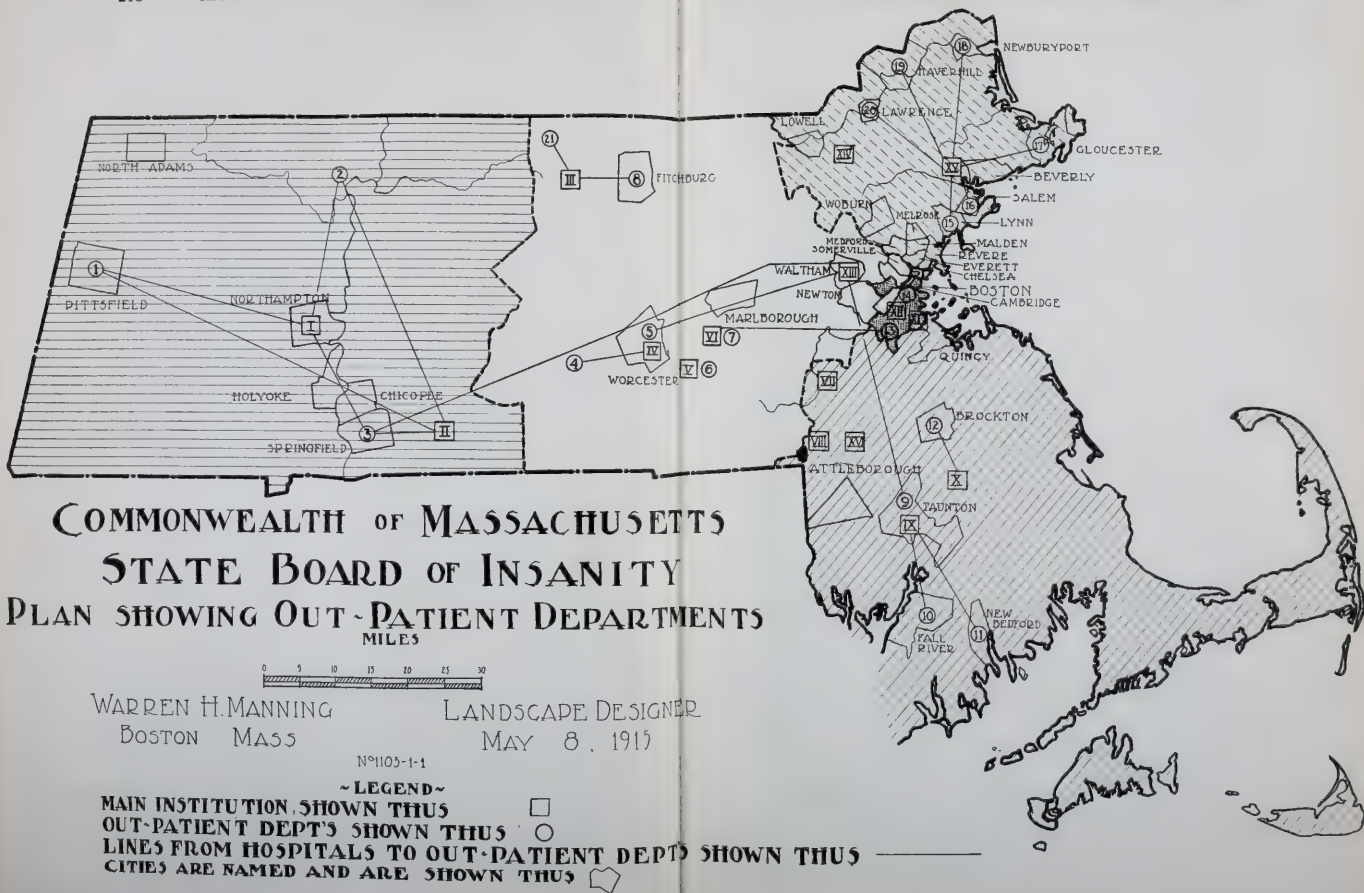 NEWBURYPORT
18
19
HAVERHILL
20
LAWRENCE
LOWELL
17
GLOUCESTER
XIV
XV
BEVERLY
16
SALEM
WOBURN
MELROSE
15
LYNN
MEDFORD
MALDEN
SOMERVILLE
REVERE
EVERETT
CHELSEA
WALTHAM
XIII
BOSTON
CAMBRIDGE
NEWTON
14
XII
XI
13
QUINCY
NORTH ADAMS
2
21
III
8
FITCHBURG
1
PITTSFIELD
NORTHAMPTON
I
MARLBOROUGH
5
VI
7
4
IV
WORCESTER
V
6
HOLYOKE
CHICOPEE
3
II
SPRINGFIELD
VII
BROCKTON
12
VIII
XV
ATTLEBOROUGH
X
9
TAUNTON
IX
10
NEW
BEDFORD
11
FALL
RIVER
COMMONWEALTH OF MASSACHUSETTS
STATE BOARD OF INSANITY
PLAN SHOWING OUT-PATIENT DEPARTMENTS
MILES
0 5 10 15 20 25 30
WARREN H. MANNING LANDSCAPE DESIGNER
BOSTON MASS MAY 8, 1915
Nº1105-1-1
~LEGEND~
MAIN INSTITUTION, SHOWN THUS
OUT-PATIENT DEPT'S SHOWN THUS
LINES FROM HOSPITALS TO OUT-PATIENT DEPTS SHOWN THUS
CITIES ARE NAMED AND ARE SHOWN THUS